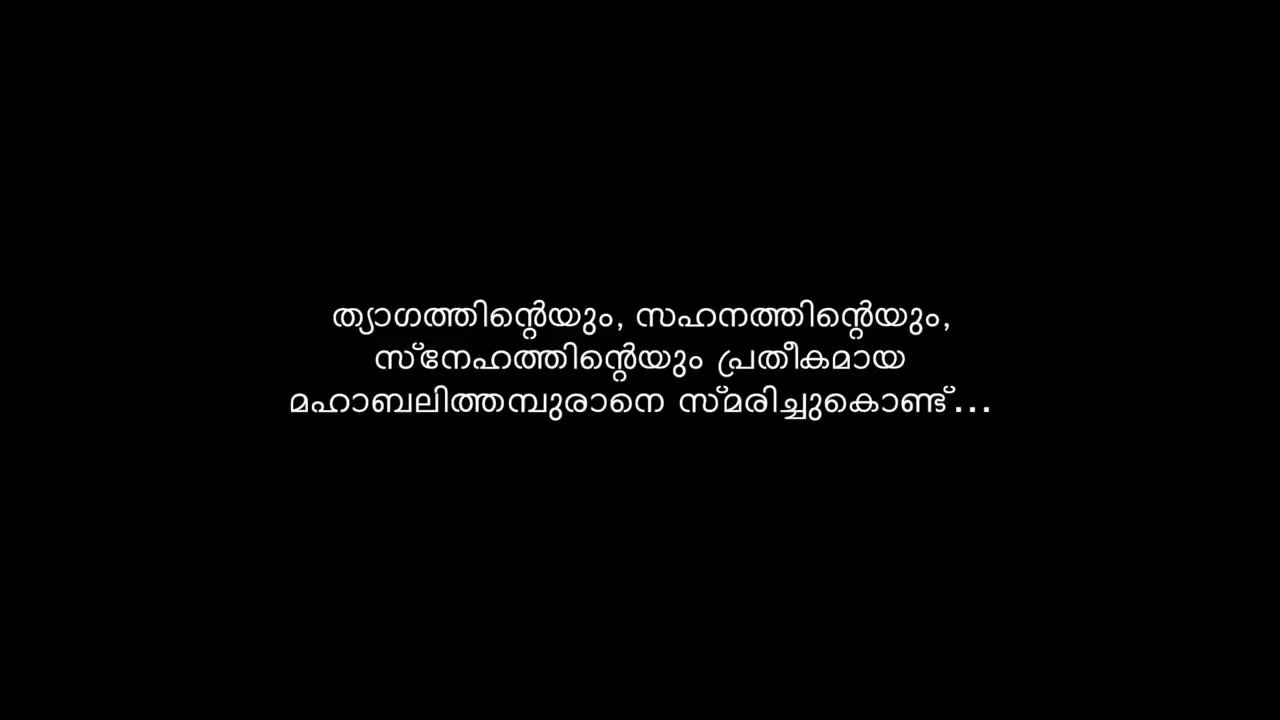 ത്യാഗത്തിന്റെയും, സഹനത്തിന്റെയും,
സ്നേഹത്തിന്റെയും പ്രതീകമായ
മഹാബലിത്തമ്പുരാനെ സ്മരിച്ചുകൊണ്ട്...